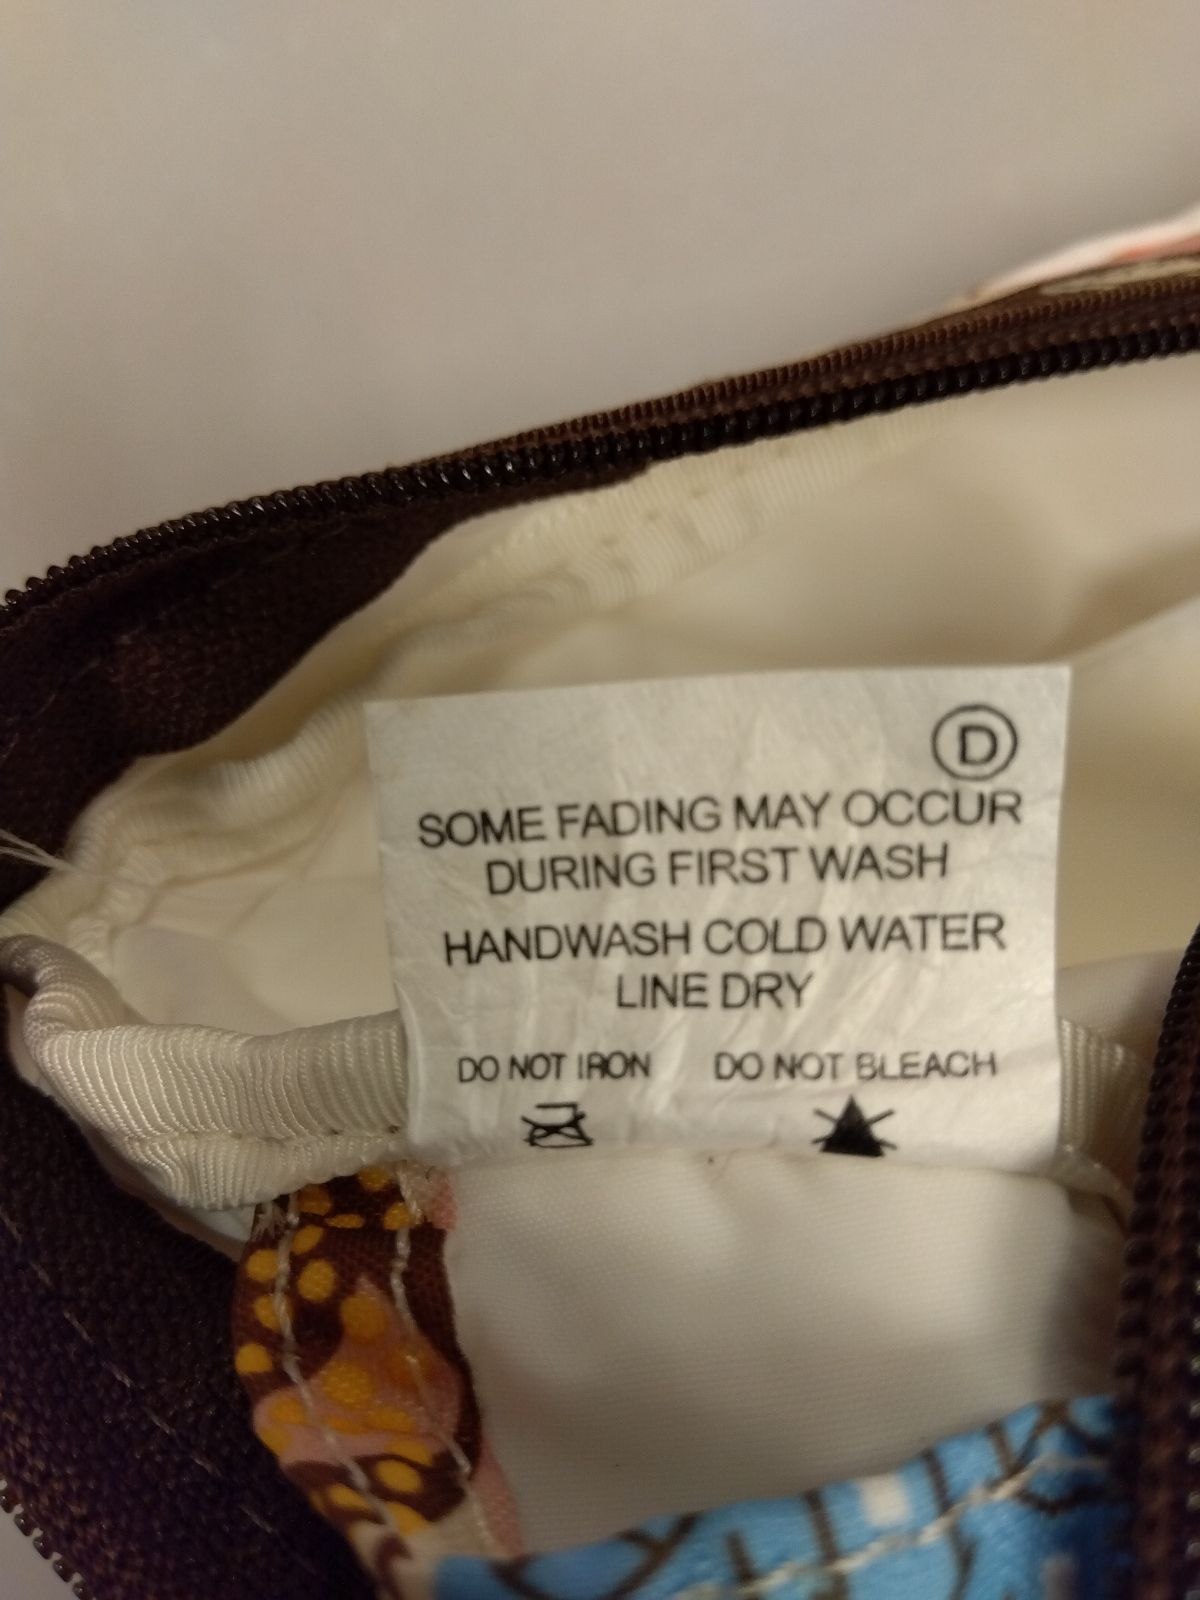 D
SOME FADING MAY OCCUR
DURING FIRST WASH
HANDWASH COLD WATER
LINE DRY
DO NOT IRON DO NOT BLEACH